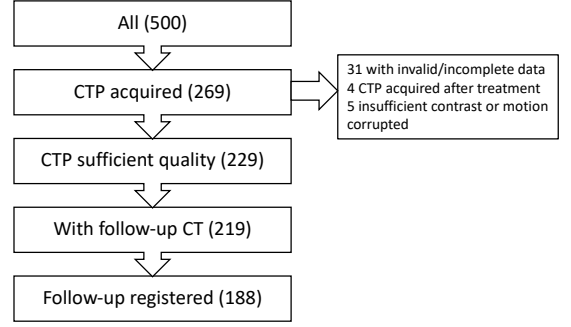 All (500)
CTP acquired (269)
31 with invalid/incomplete data
4 CTP acquired after treatment
5 insufficient contrast or motion
corrupted
CTP sufficient quality (229)
With follow-up CT (219)
Follow-up registered (188)